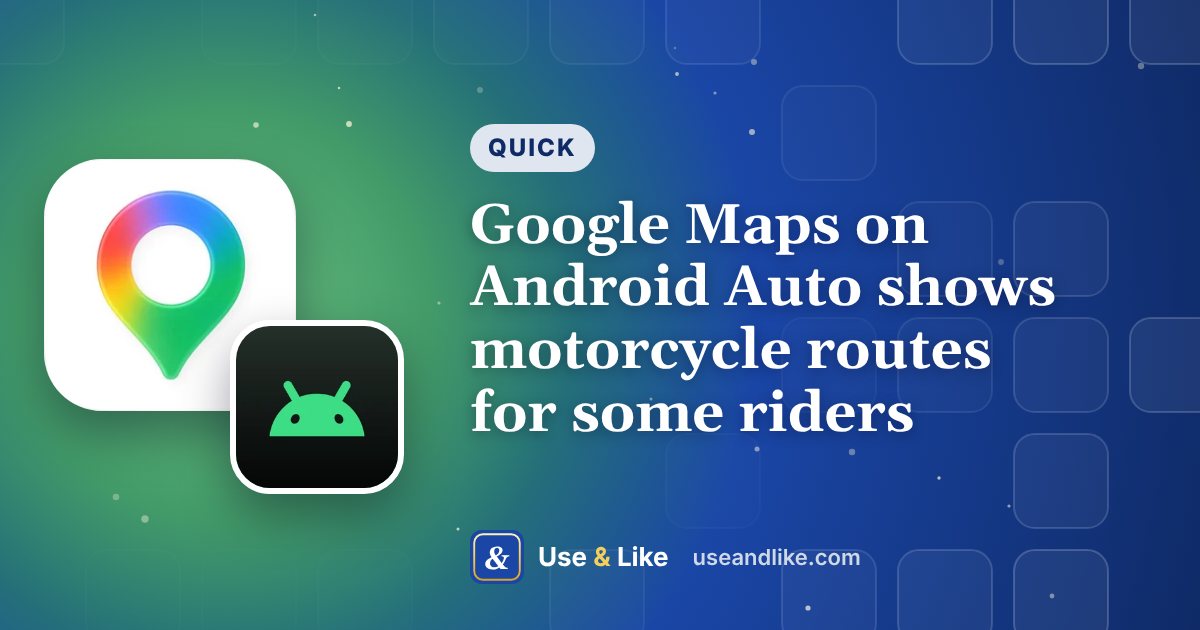 QUICK
Google Maps on
Android Auto shows
motorcycle routes
for some riders
& Use & Like useandlike.com